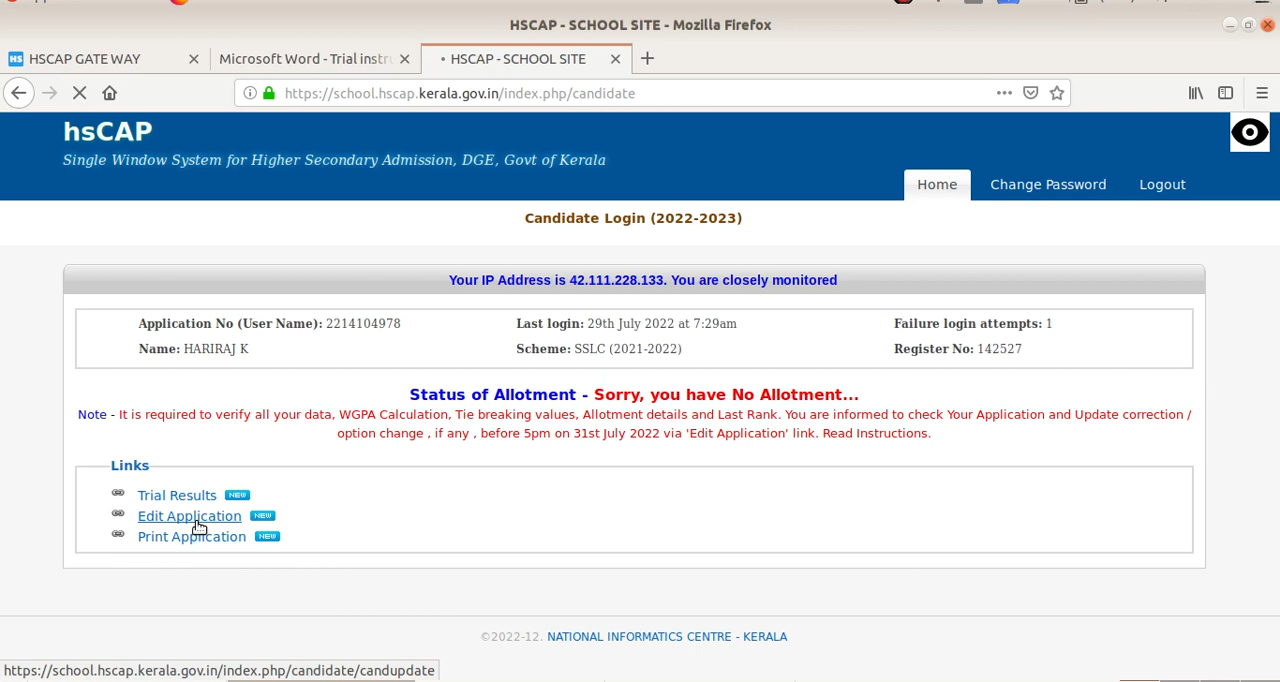 HSCAP - SCHOOL SITE - Mozilla Firefox
HS HSCAP GATE WAY
Microsoft Word - Trial instru
HSCAP - SCHOOL SITE
https://school.hscap.kerala.gov.in/index.php/candidate
hsCAP
Single Window System for Higher Secondary Admission, DGE, Govt of Kerala
Home Change Password Logout
Candidate Login (2022-2023)
Your IP Address is 42.111.228.133. You are closely monitored
Application No (User Name): 2214104978 Last login: 29th July 2022 at 7:29am Failure login attempts: 1
Name: HARIRAJ K Scheme: SSLC (2021-2022) Register No: 142527
Status of Allotment - Sorry, you have No Allotment...
Note - It is required to verify all your data, WGPA Calculation, Tie breaking values, Allotment details and Last Rank. You are informed to check Your Application and Update correction /
option change , if any , before 5pm on 31st July 2022 via 'Edit Application' link. Read Instructions.
Links
Trial Results NEW
Edit Application NEW
Print Application NEW
©2022-12. NATIONAL INFORMATICS CENTRE - KERALA
https://school.hscap.kerala.gov.in/index.php/candidate/candupdate